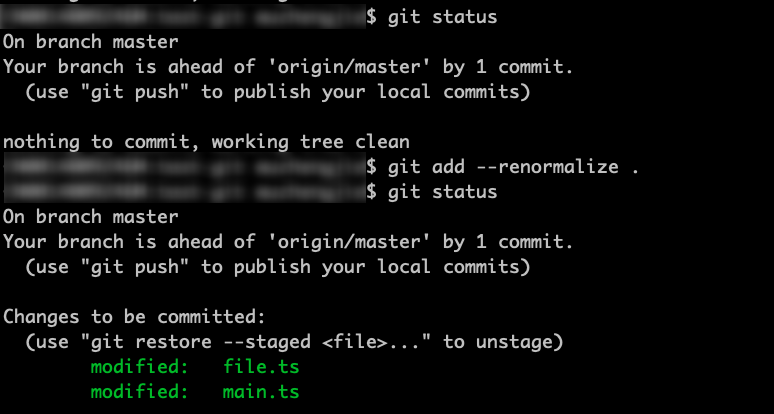 $ git status
On branch master
Your branch is ahead of 'origin/master' by 1 commit.
(use "git push" to publish your local commits)
nothing to commit, working tree clean
$ git add --renormalize .
$ git status
On branch master
Your branch is ahead of 'origin/master' by 1 commit.
(use "git push" to publish your local commits)
Changes to be committed:
(use "git restore --staged <file>..." to unstage)
modified: file.ts
modified: main.ts